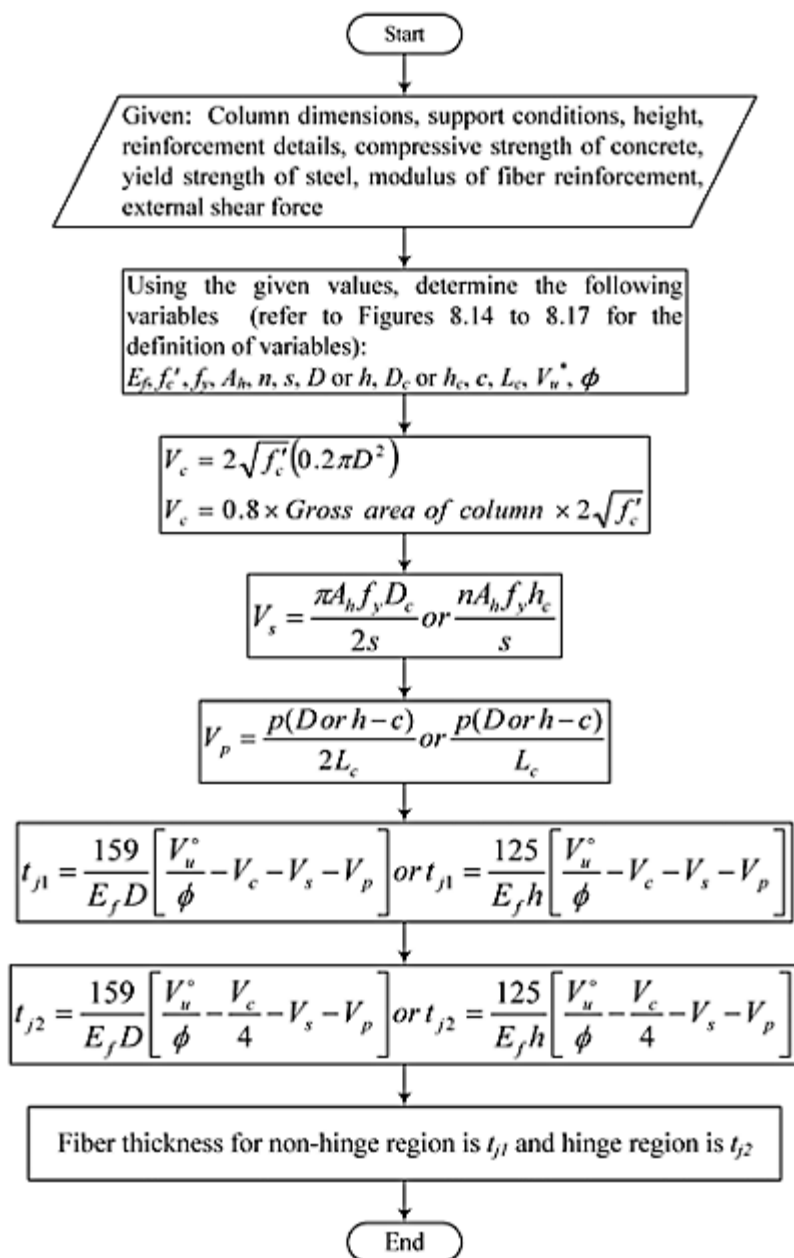 Start
Given: Column dimensions, support conditions, height,
reinforcement details, compressive strength of concrete,
yield strength of steel, modulus of fiber reinforcement,
external shear force
Using the given values, determine the following
variables (refer to Figures 8.14 to 8.17 for the
definition of variables):
E_f, f_c', f_y, A_h, n, s, D or h, D_c or h_c, c, L_c, V_u^*, ϕ
V_c = 2√f_c'(0.2πD^2)
V_c = 0.8 × Gross area of column × 2√f_c'
V_s = πA_h f_y D_c / 2s or nA_h f_y h_c / s
V_p = p(D or h − c) / 2L_c or p(D or h − c) / L_c
t_j1 = 159 / E_f D [V_u^° / ϕ − V_c − V_s − V_p] or t_j1 = 125 / E_f h [V_u^° / ϕ − V_c − V_s − V_p]
t_j2 = 159 / E_f D [V_u^° / ϕ − V_c / 4 − V_s − V_p] or t_j2 = 125 / E_f h [V_u^° / ϕ − V_c / 4 − V_s − V_p]
Fiber thickness for non-hinge region is t_j1 and hinge region is t_j2
End